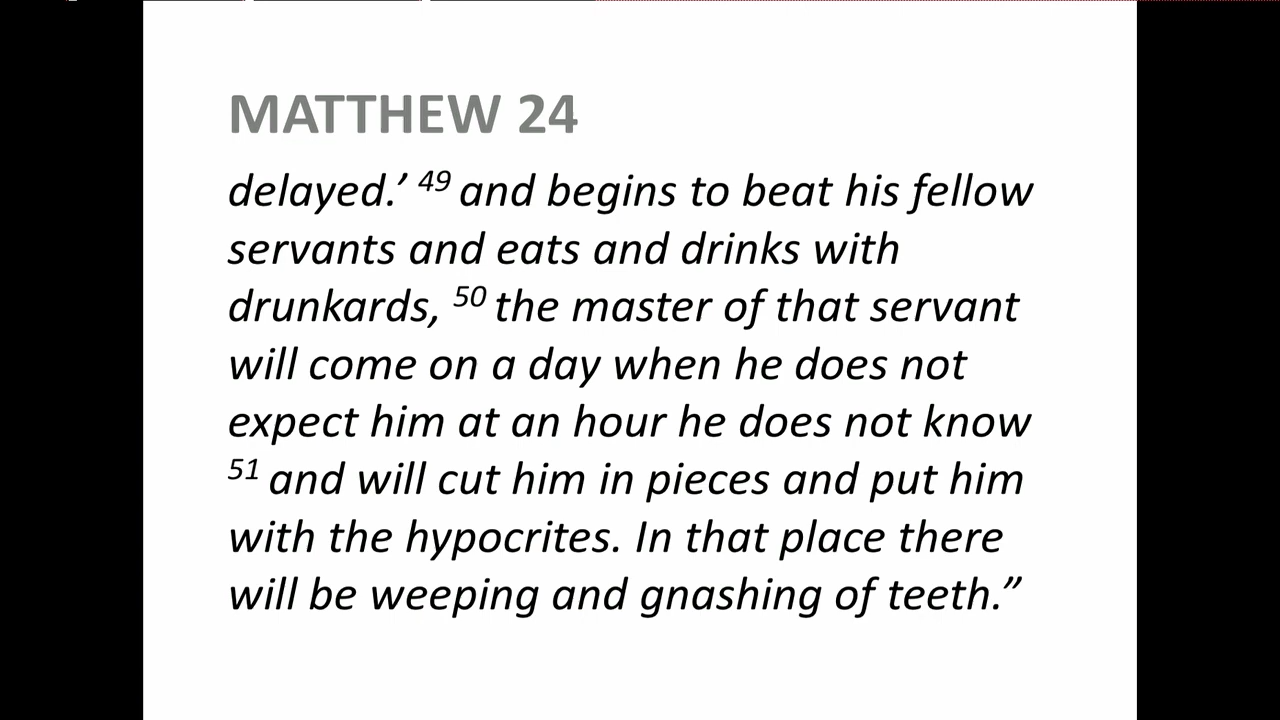 MATTHEW 24
delayed.’ 49 and begins to beat his fellow
servants and eats and drinks with
drunkards, 50 the master of that servant
will come on a day when he does not
expect him at an hour he does not know
51 and will cut him in pieces and put him
with the hypocrites. In that place there
will be weeping and gnashing of teeth.”